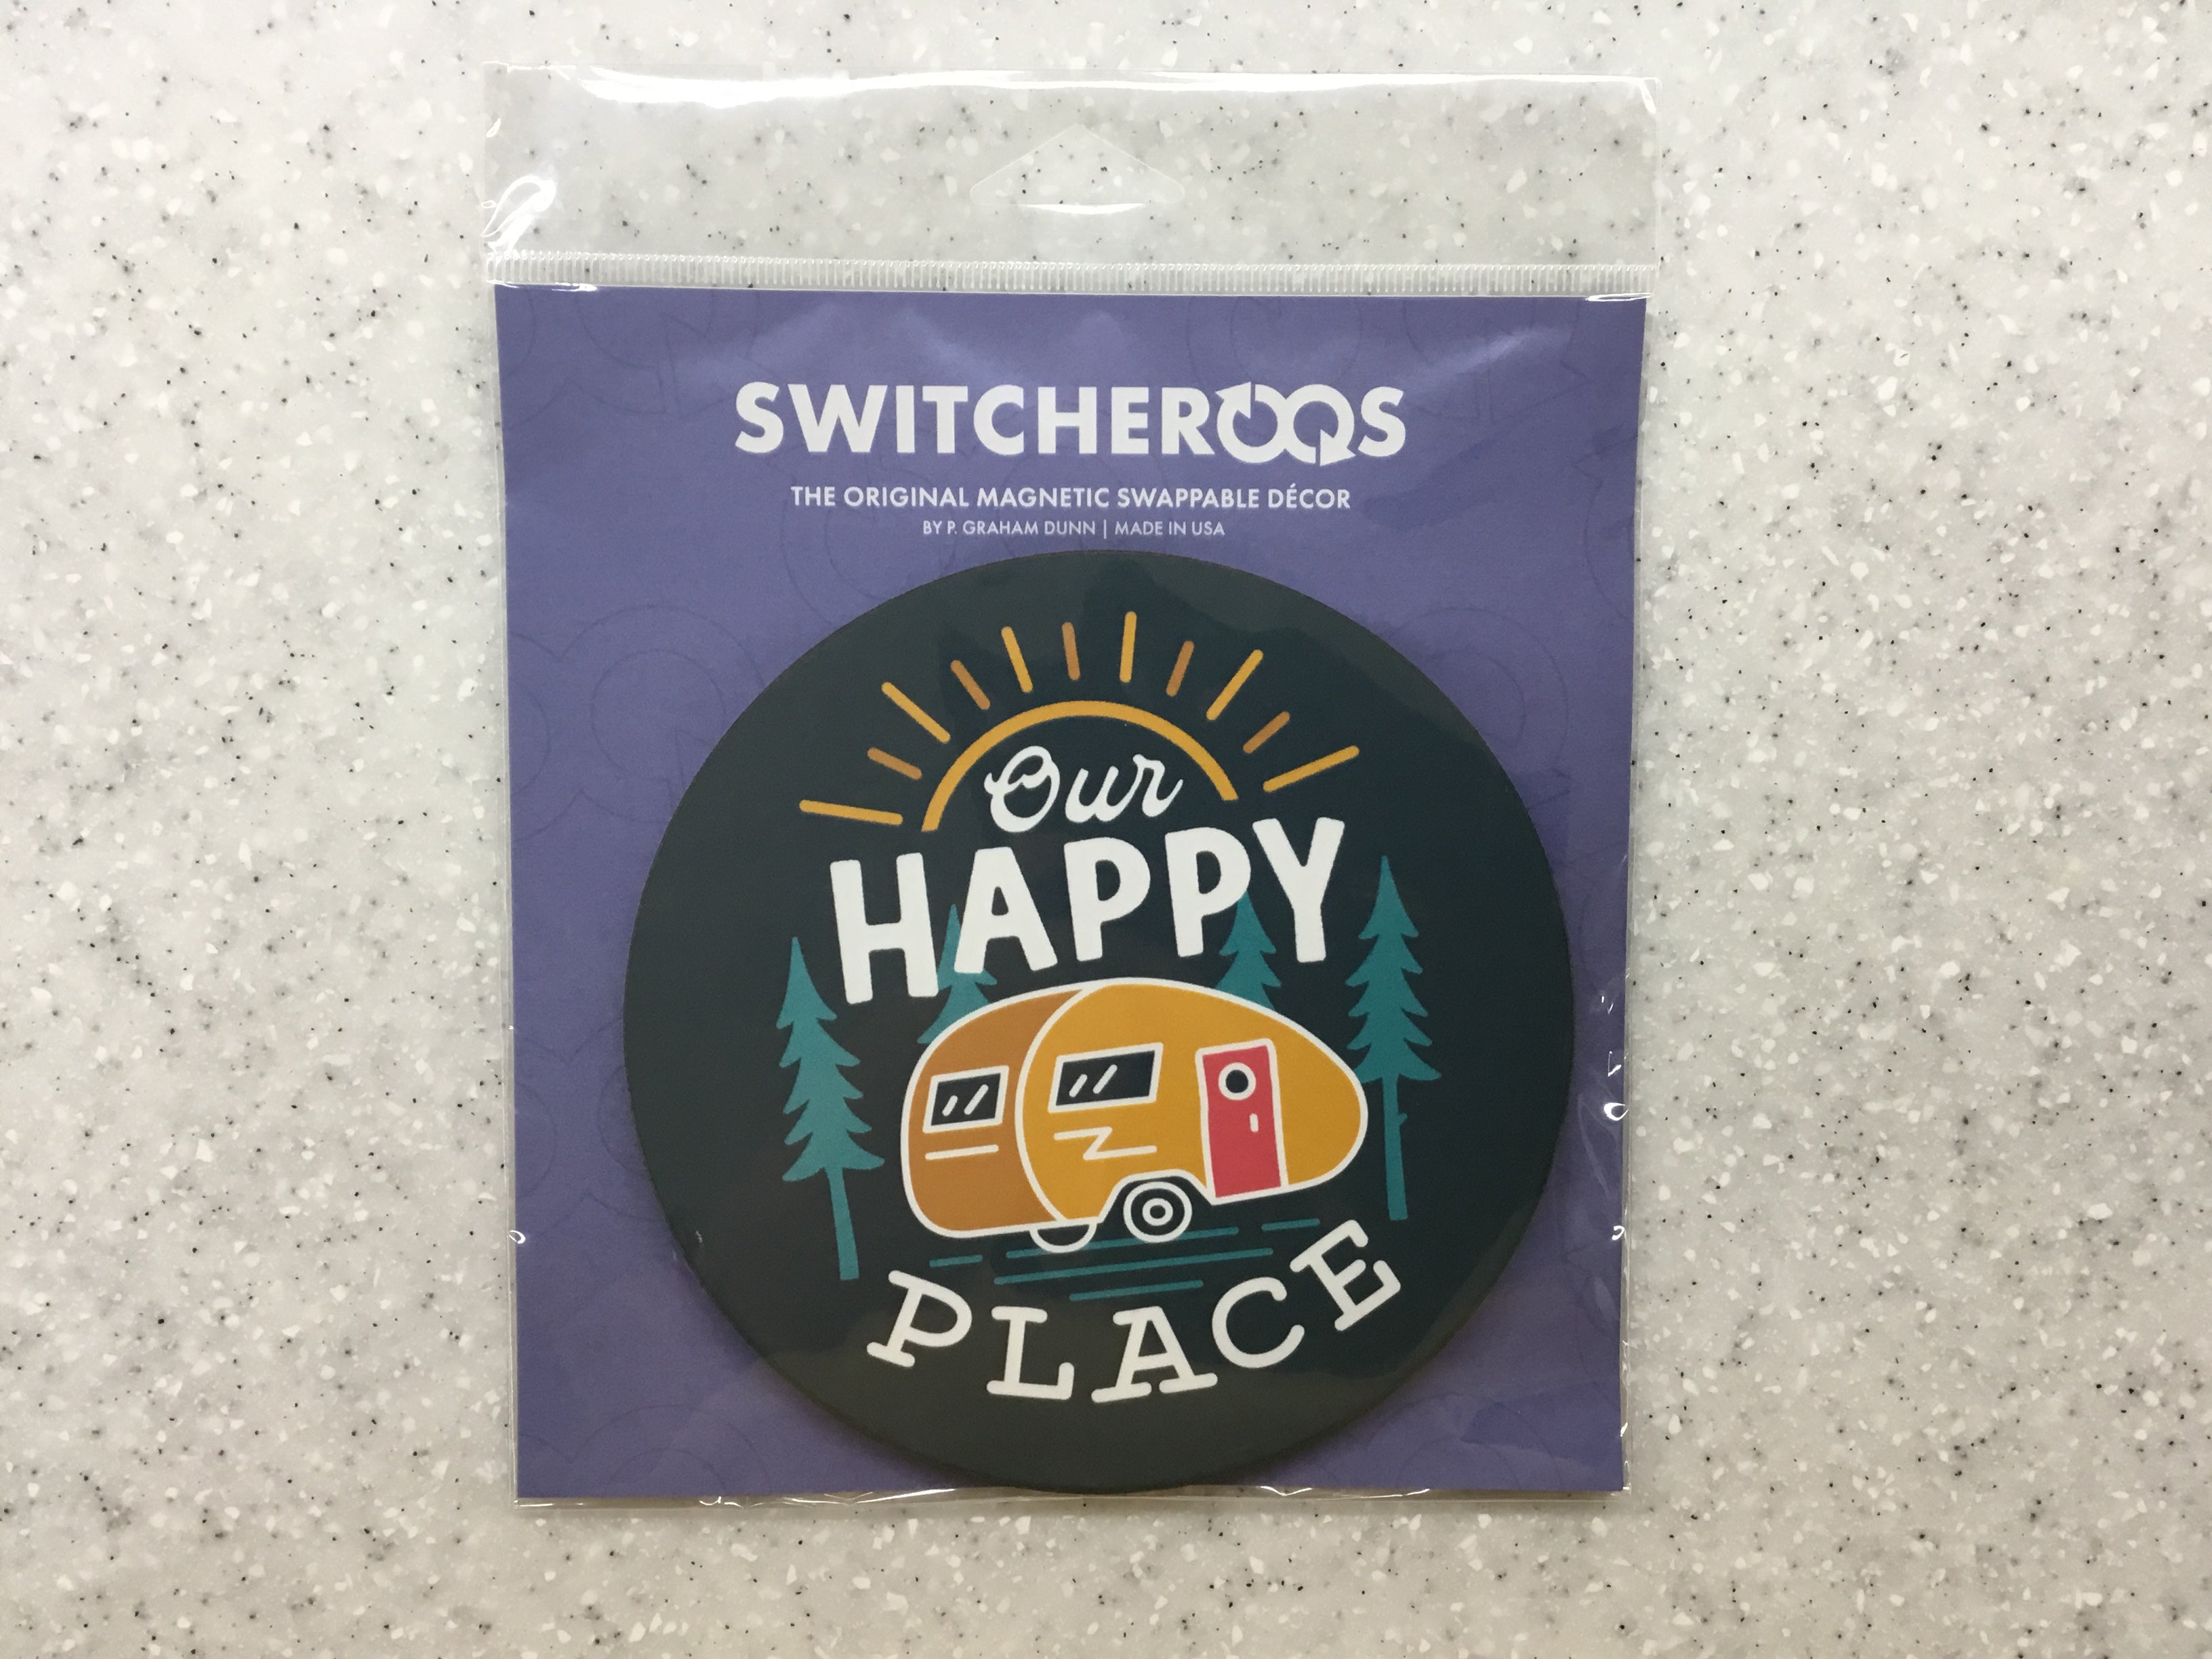 SWITCHEROOS
THE ORIGINAL MAGNETIC SWAPPABLE DÉCOR
BY P. GRAHAM DUNN | MADE IN USA
Our
HAPPY
PLACE